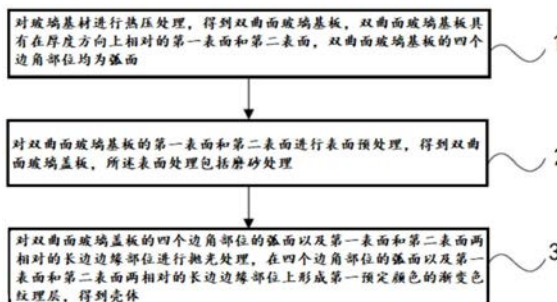 对玻璃基材进行热压处理，得到双曲面玻璃基板，双曲面玻璃基板具
有在厚度方向上相对的第一表面和第二表面，双曲面玻璃基板的四个
边角部位均为弧面
1
对双曲面玻璃基板的第一表面和第二表面进行表面预处理，得到双曲
面玻璃盖板，所述表面处理包括磨砂处理
2
对双曲面玻璃盖板的四个边角部位的弧面以及第一表面和第二表面两
相对的长边边缘部位进行抛光处理，在四个边角部位的弧面以及第一
表面和第二表面两相对的长边边缘部位上形成第一预定颜色的渐变色
纹理层，得到壳体
3